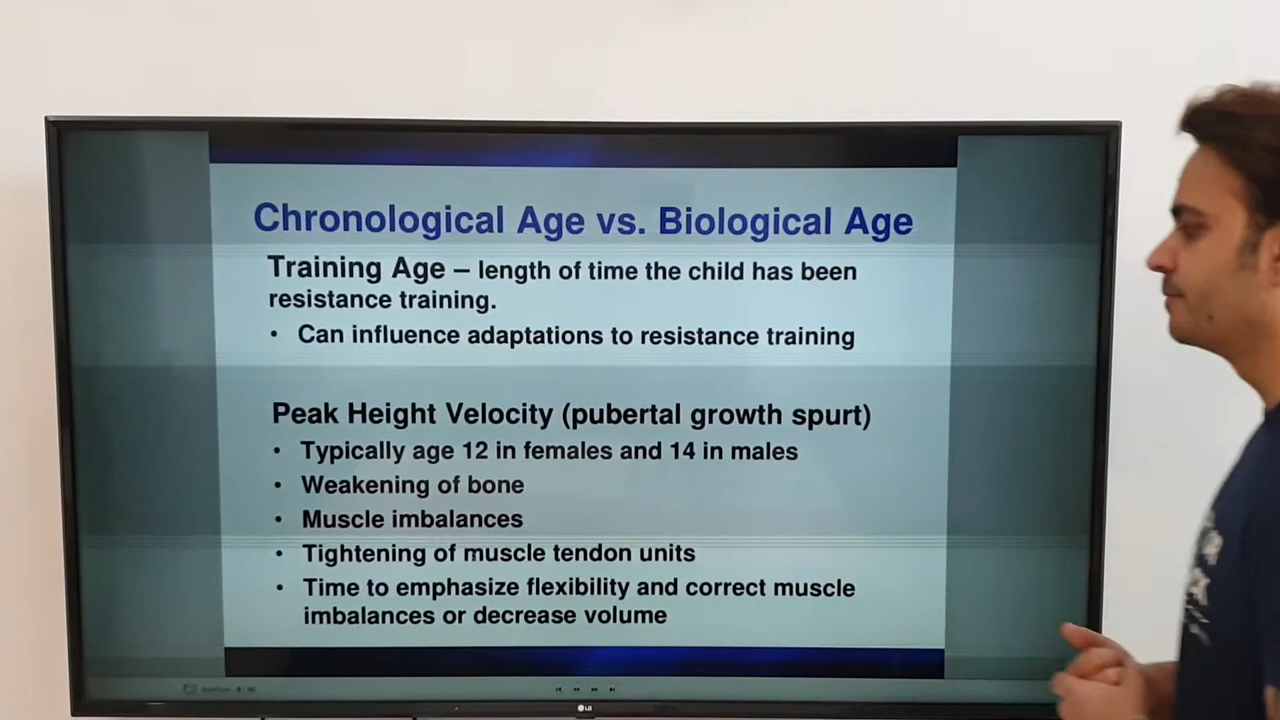 Chronological Age vs. Biological Age
Training Age – length of time the child has been
resistance training.
• Can influence adaptations to resistance training
Peak Height Velocity (pubertal growth spurt)
• Typically age 12 in females and 14 in males
• Weakening of bone
• Muscle imbalances
• Tightening of muscle tendon units
• Time to emphasize flexibility and correct muscle
imbalances or decrease volume
LG